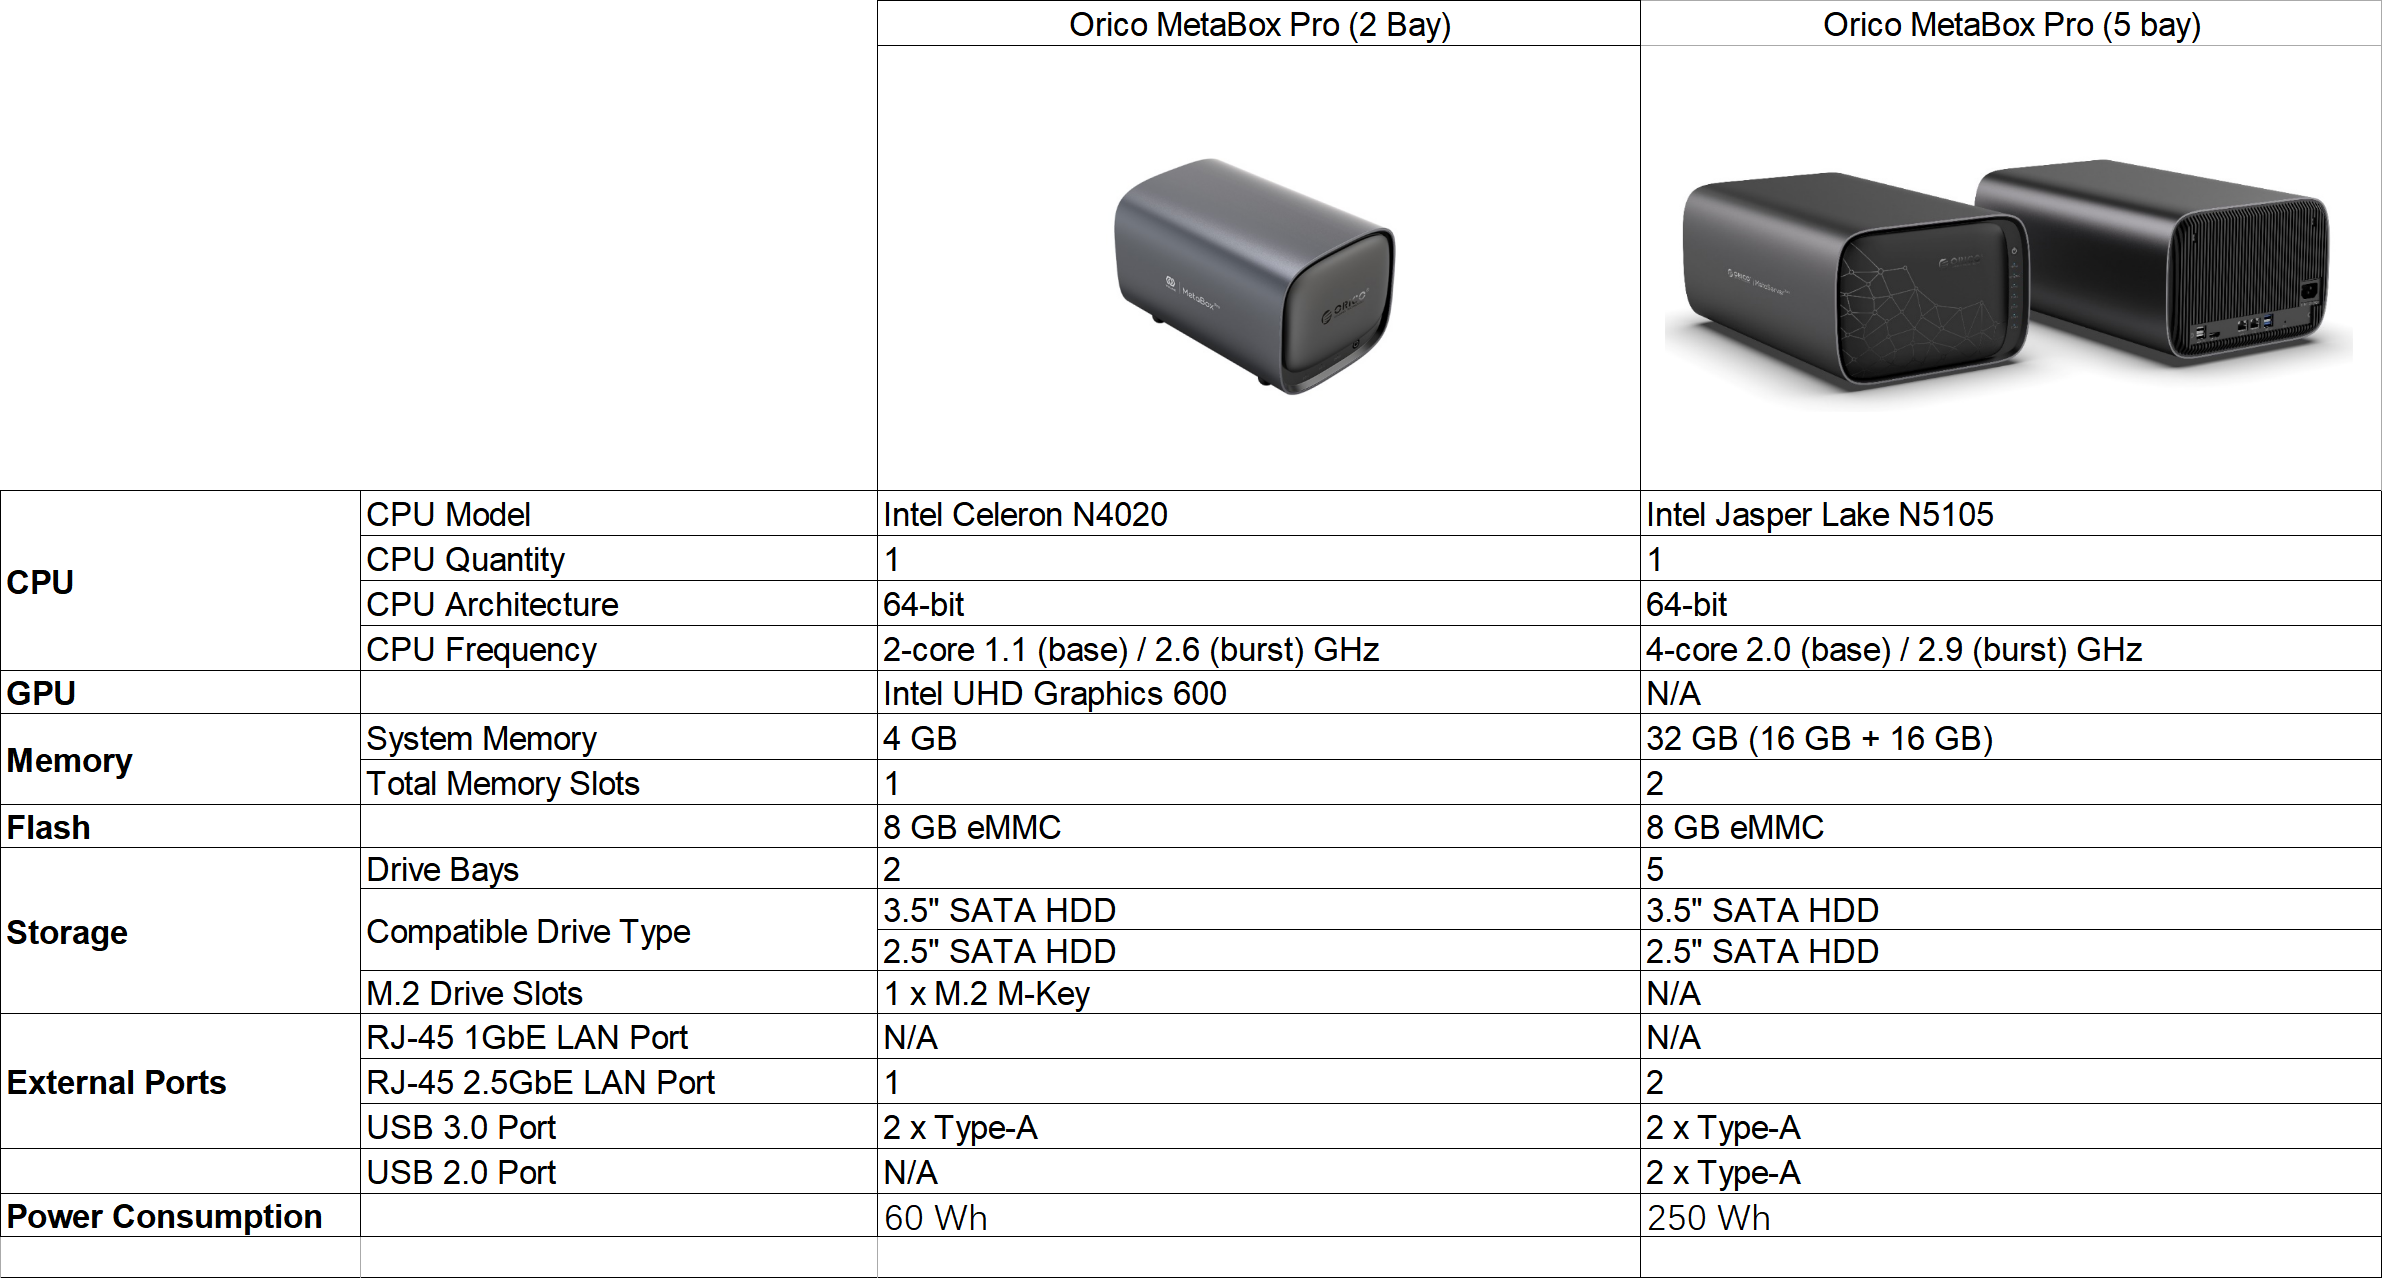 Orico MetaBox Pro (2 Bay) Orico MetaBox Pro (5 bay)
MetaBox
ORICO
ORICO
ORICO
CPU
CPU Model Intel Celeron N4020 Intel Jasper Lake N5105
CPU Quantity 1 1
CPU Architecture 64-bit 64-bit
CPU Frequency 2-core 1.1 (base) / 2.6 (burst) GHz 4-core 2.0 (base) / 2.9 (burst) GHz
GPU Intel UHD Graphics 600 N/A
Memory
System Memory 4 GB 32 GB (16 GB + 16 GB)
Total Memory Slots 1 2
Flash 8 GB eMMC 8 GB eMMC
Storage
Drive Bays 2 5
Compatible Drive Type
3.5" SATA HDD 3.5" SATA HDD
2.5" SATA HDD 2.5" SATA HDD
M.2 Drive Slots 1 x M.2 M-Key N/A
External Ports
RJ-45 1GbE LAN Port N/A N/A
RJ-45 2.5GbE LAN Port 1 2
USB 3.0 Port 2 x Type-A 2 x Type-A
USB 2.0 Port N/A 2 x Type-A
Power Consumption 60 Wh 250 Wh